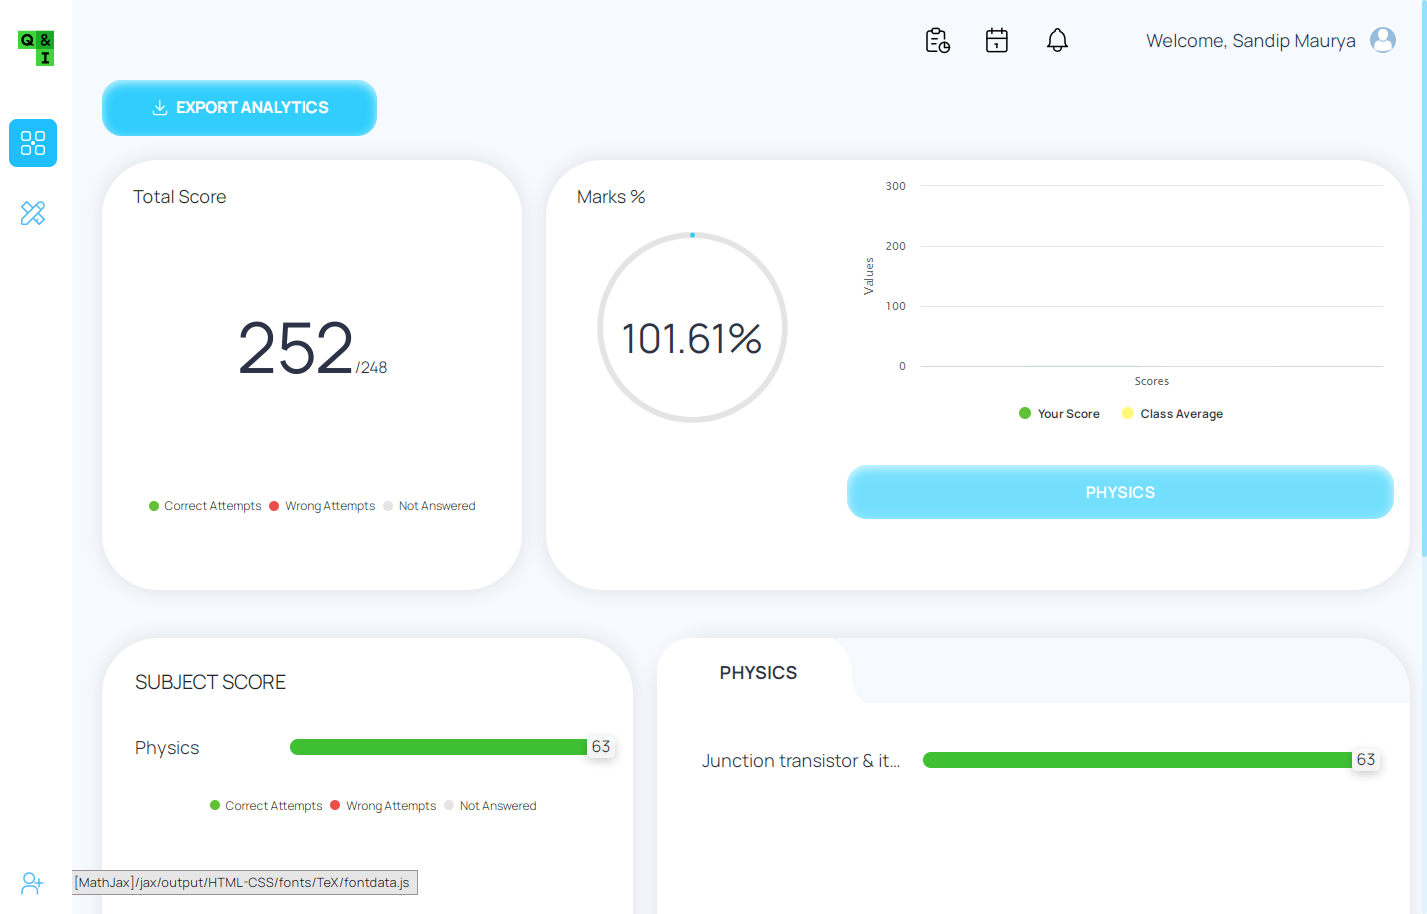 Q &
I
Welcome, Sandip Maurya
EXPORT ANALYTICS
Total Score
252/248
Correct Attempts Wrong Attempts Not Answered
Marks %
101.61%
300
200
100
0
Values
Scores
Your Score Class Average
PHYSICS
SUBJECT SCORE
Physics 63
Correct Attempts Wrong Attempts Not Answered
PHYSICS
Junction transistor & it... 63
[MathJax]/jax/output/HTML-CSS/fonts/TeX/fontdata.js